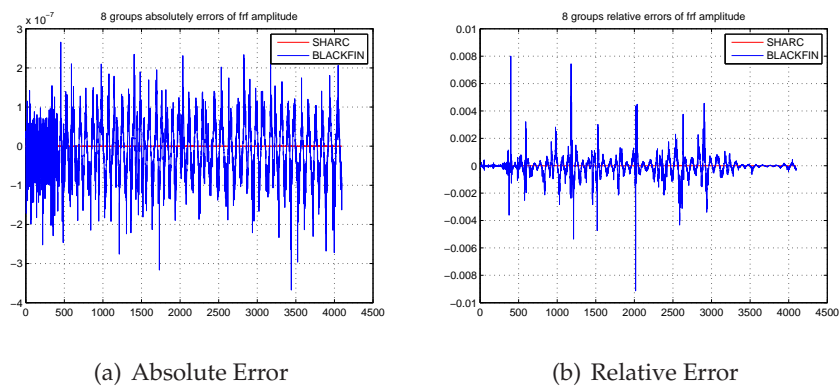 x 10^-7
8 groups absolutely errors of frf amplitude
SHARC
BLACKFIN
3
2
1
0
−1
−2
−3
−4
0 500 1000 1500 2000 2500 3000 3500 4000 4500
(a) Absolute Error
8 groups relative errors of frf amplitude
SHARC
BLACKFIN
0.01
0.008
0.006
0.004
0.002
0
−0.002
−0.004
−0.006
−0.008
−0.01
0 500 1000 1500 2000 2500 3000 3500 4000 4500
(b) Relative Error